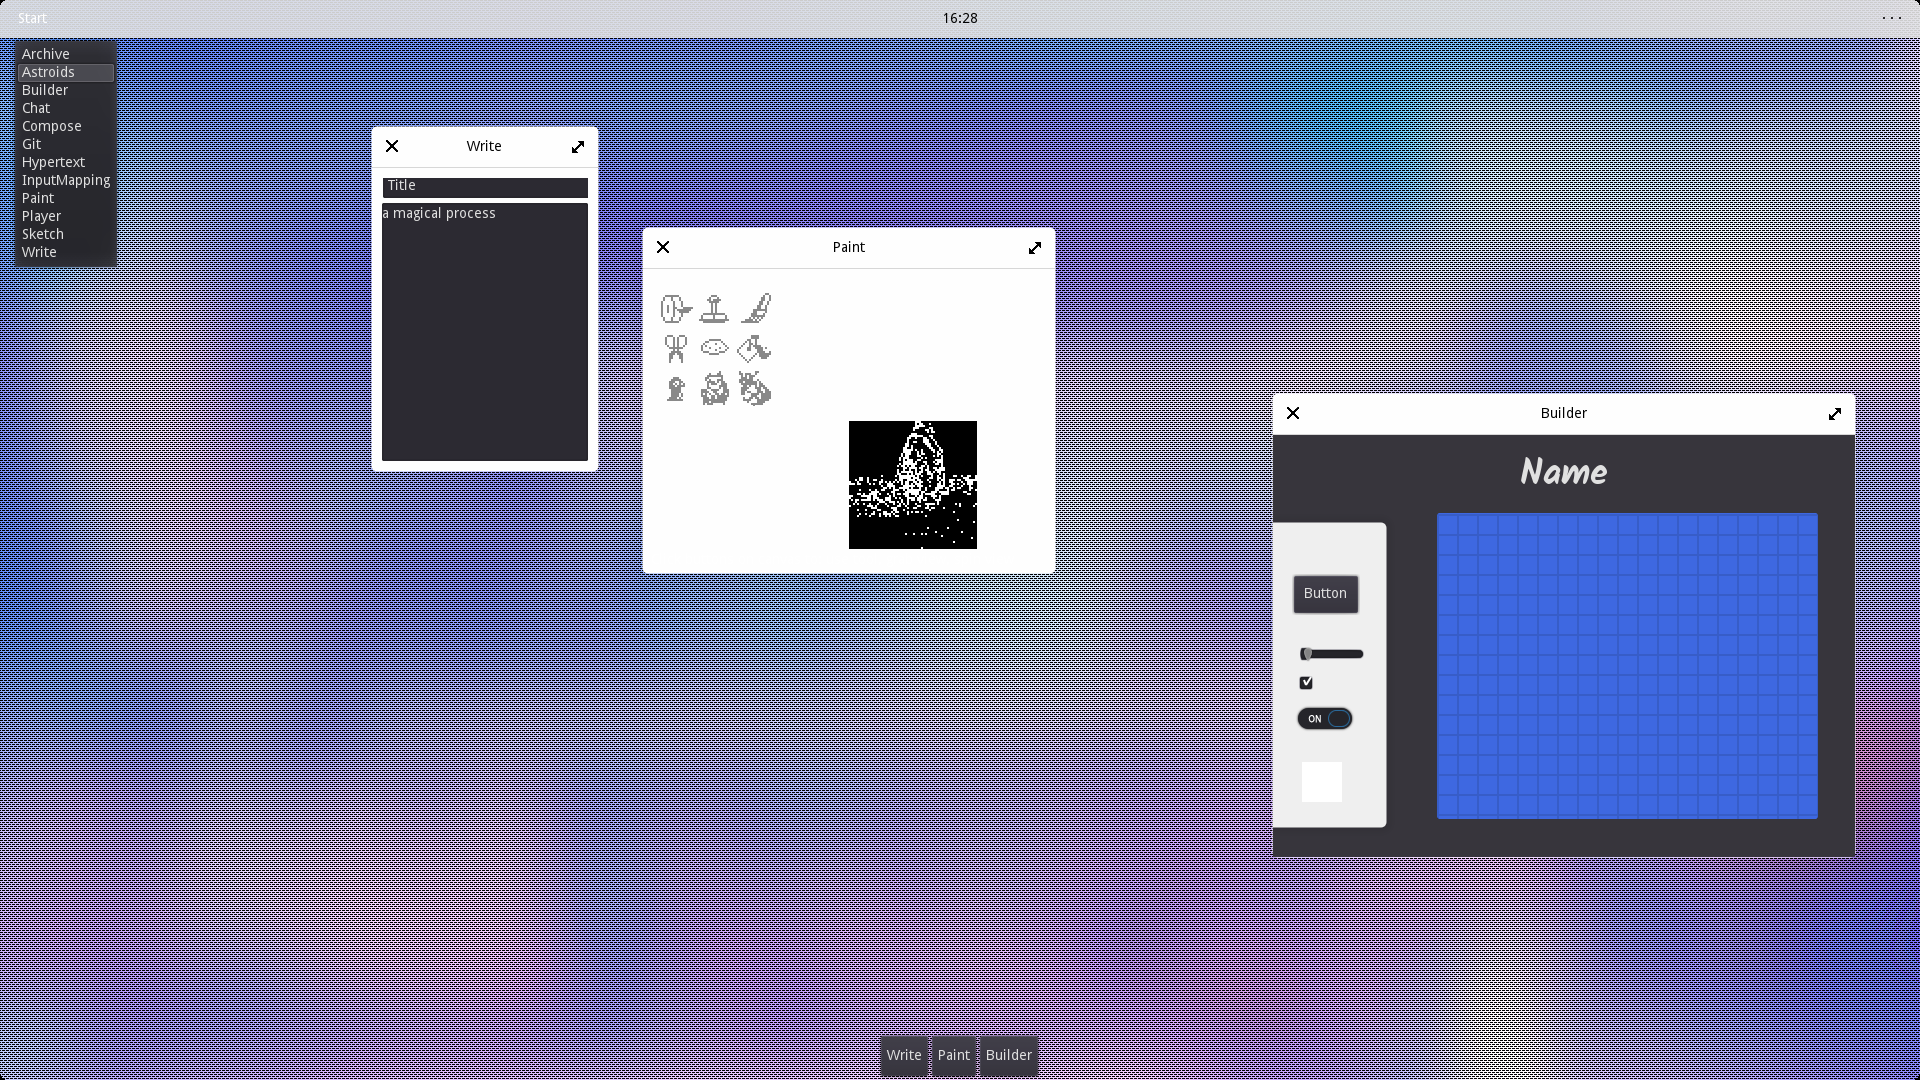 Start
16:28
...
Archive
Astroids
Builder
Chat
Compose
Git
Hypertext
InputMapping
Paint
Player
Sketch
Write
Write
Title
a magical process
Paint
Builder
Name
Button
ON
Write
Paint
Builder